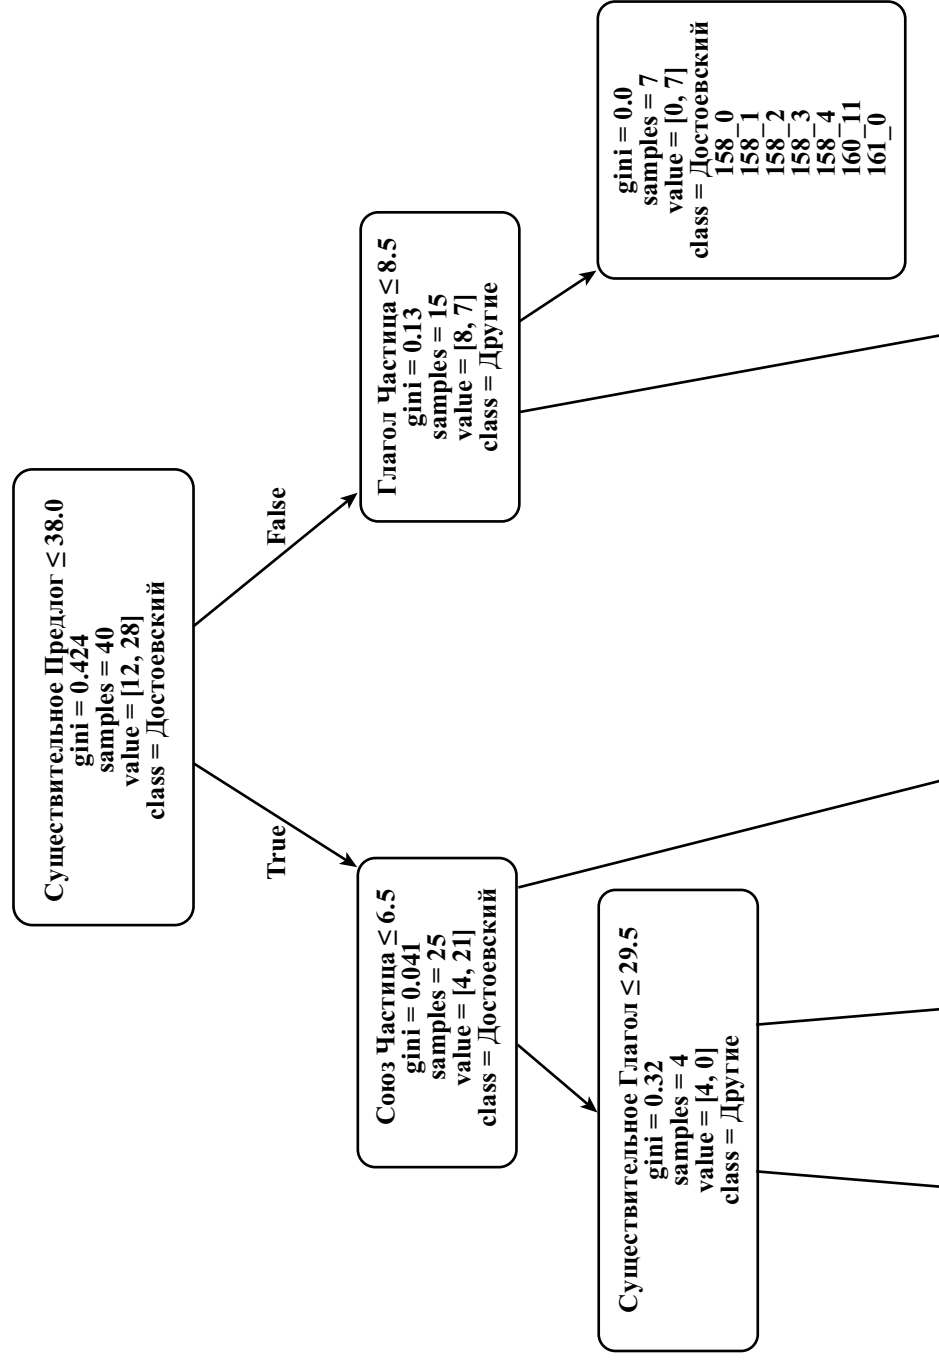 Существительное Предлог ≤ 38.0
gini = 0.424
samples = 40
value = [12, 28]
class = Достоевский
True
False
Союз Частица ≤ 6.5
gini = 0.041
samples = 25
value = [4, 21]
class = Достоевский
Глагол Частица ≤ 8.5
gini = 0.13
samples = 15
value = [8, 7]
class = Другие
Существительное Глагол ≤ 29.5
gini = 0.32
samples = 4
value = [4, 0]
class = Другие
gini = 0.0
samples = 7
value = [0, 7]
class = Достоевский
158_0
158_1
158_2
158_3
158_4
160_11
161_0